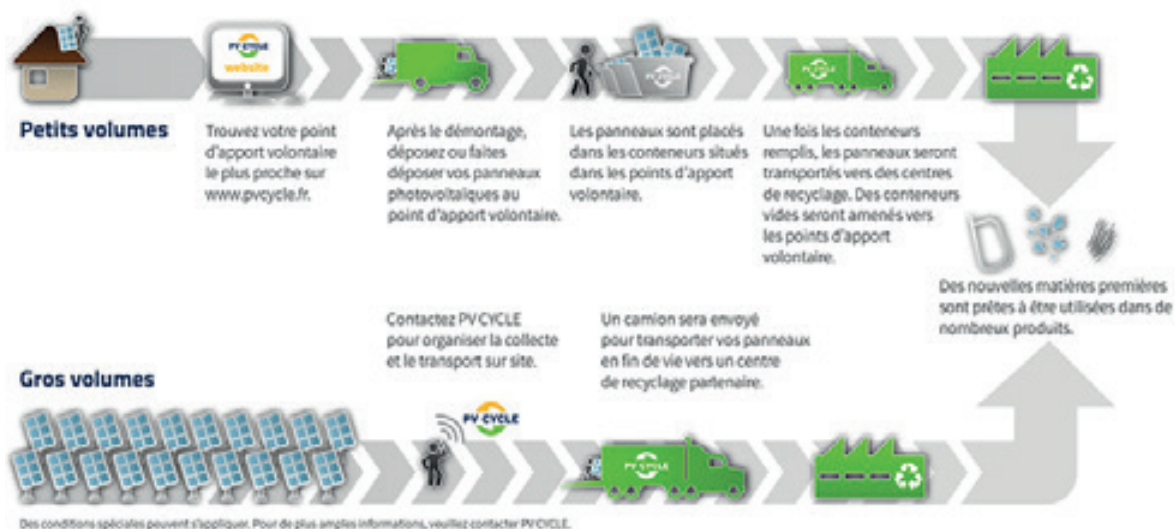 PV CYCLE
website
PV CYCLE
PV CYCLE
Petits volumes
Trouvez votre point
d'apport volontaire
le plus proche sur
www.pvcycle.fr.
Après le démontage,
déposez ou faites
déposer vos panneaux
photovoltaïques au
point d'apport volontaire.
Les panneaux sont placés
dans les conteneurs situés
dans les points d'apport
volontaire.
Une fois les conteneurs
remplis, les panneaux seront
transportés vers des centres
de recyclage. Des conteneurs
vides seront amenés vers
les points d'apport
volontaire.
Des nouvelles matières premières
sont prêtes à être utilisées dans de
nombreux produits.
Gros volumes
Contactez PV CYCLE
pour organiser la collecte
et le transport sur site.
Un camion sera envoyé
pour transporter vos panneaux
en fin de vie vers un centre
de recyclage partenaire.
PV CYCLE
PV CYCLE
Des conditions spéciales peuvent s'appliquer. Pour de plus amples informations, veuillez contacter PV CYCLE.